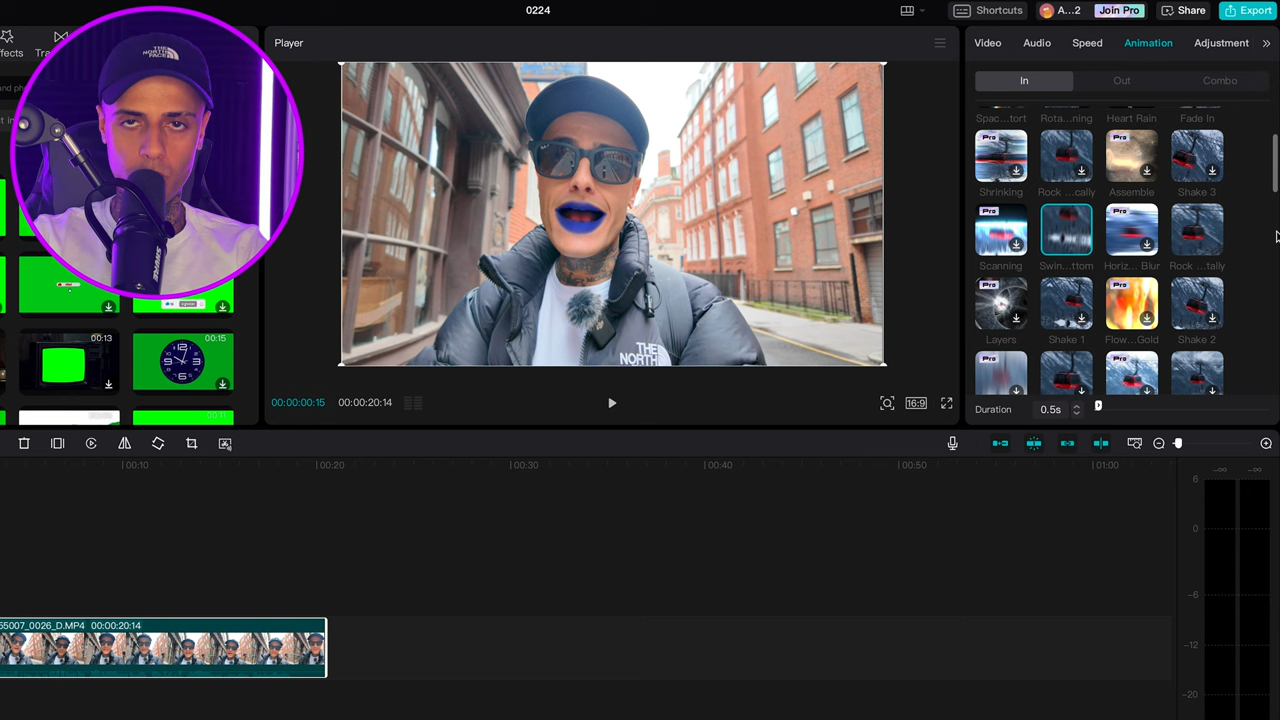 0224
Shortcuts
A...2
Join Pro
Share
Export
Player
Video
Audio
Speed
Animation
Adjustment
In
Out
Combo
Spac...tort
Rota...ning
Heart Rain
Fade In
Pro
Pro
Shrinking
Rock ...cally
Assemble
Shake 3
Pro
Pro
Scanning
Swin...ttom
Horiz... Blur
Rock ...tally
Pro
Pro
Layers
Shake 1
Flow...Gold
Shake 2
Pro
Pro
Duration
0.5s
THE
NORTH
FACE
SHURE
ffects
Tra
and ph
00:13
00:15
THE
NORTH
00:00:00:15
00:00:20:14
16:9
00:10
00:20
00:30
00:40
00:50
01:00
55007_0026_D.MP4 00:00:20:14
-∞
-∞
6
0
-6
-12
-20